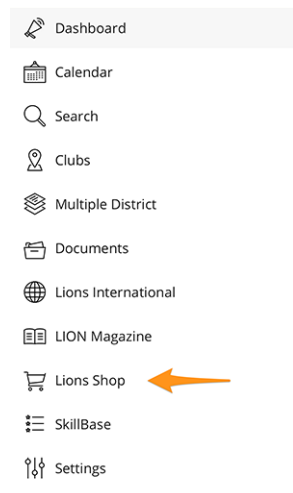 Dashboard
Calendar
Search
Clubs
Multiple District
Documents
Lions International
LION Magazine
Lions Shop
SkillBase
Settings